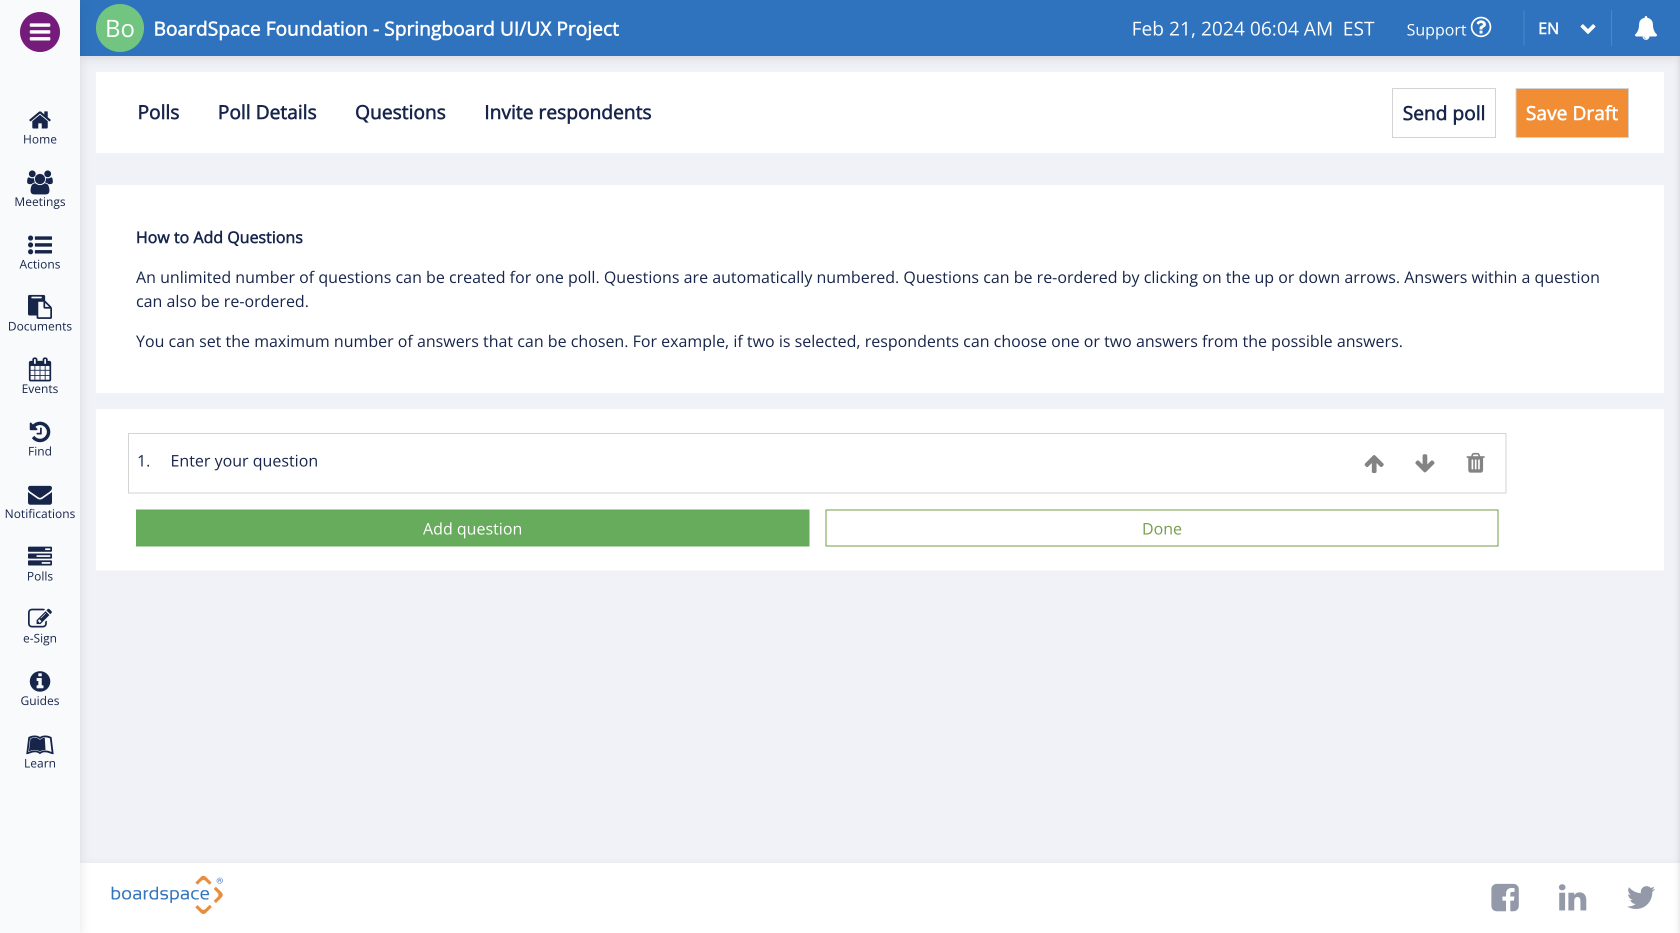 Bo BoardSpace Foundation - Springboard UI/UX Project Feb 21, 2024 06:04 AM EST Support EN
Polls Poll Details Questions Invite respondents Send poll Save Draft
Home
Meetings
Actions
Documents
Events
Find
Notifications
Polls
e-Sign
Guides
Learn
How to Add Questions
An unlimited number of questions can be created for one poll. Questions are automatically numbered. Questions can be re-ordered by clicking on the up or down arrows. Answers within a question
can also be re-ordered.
You can set the maximum number of answers that can be chosen. For example, if two is selected, respondents can choose one or two answers from the possible answers.
1. Enter your question
Add question Done
boardspace®